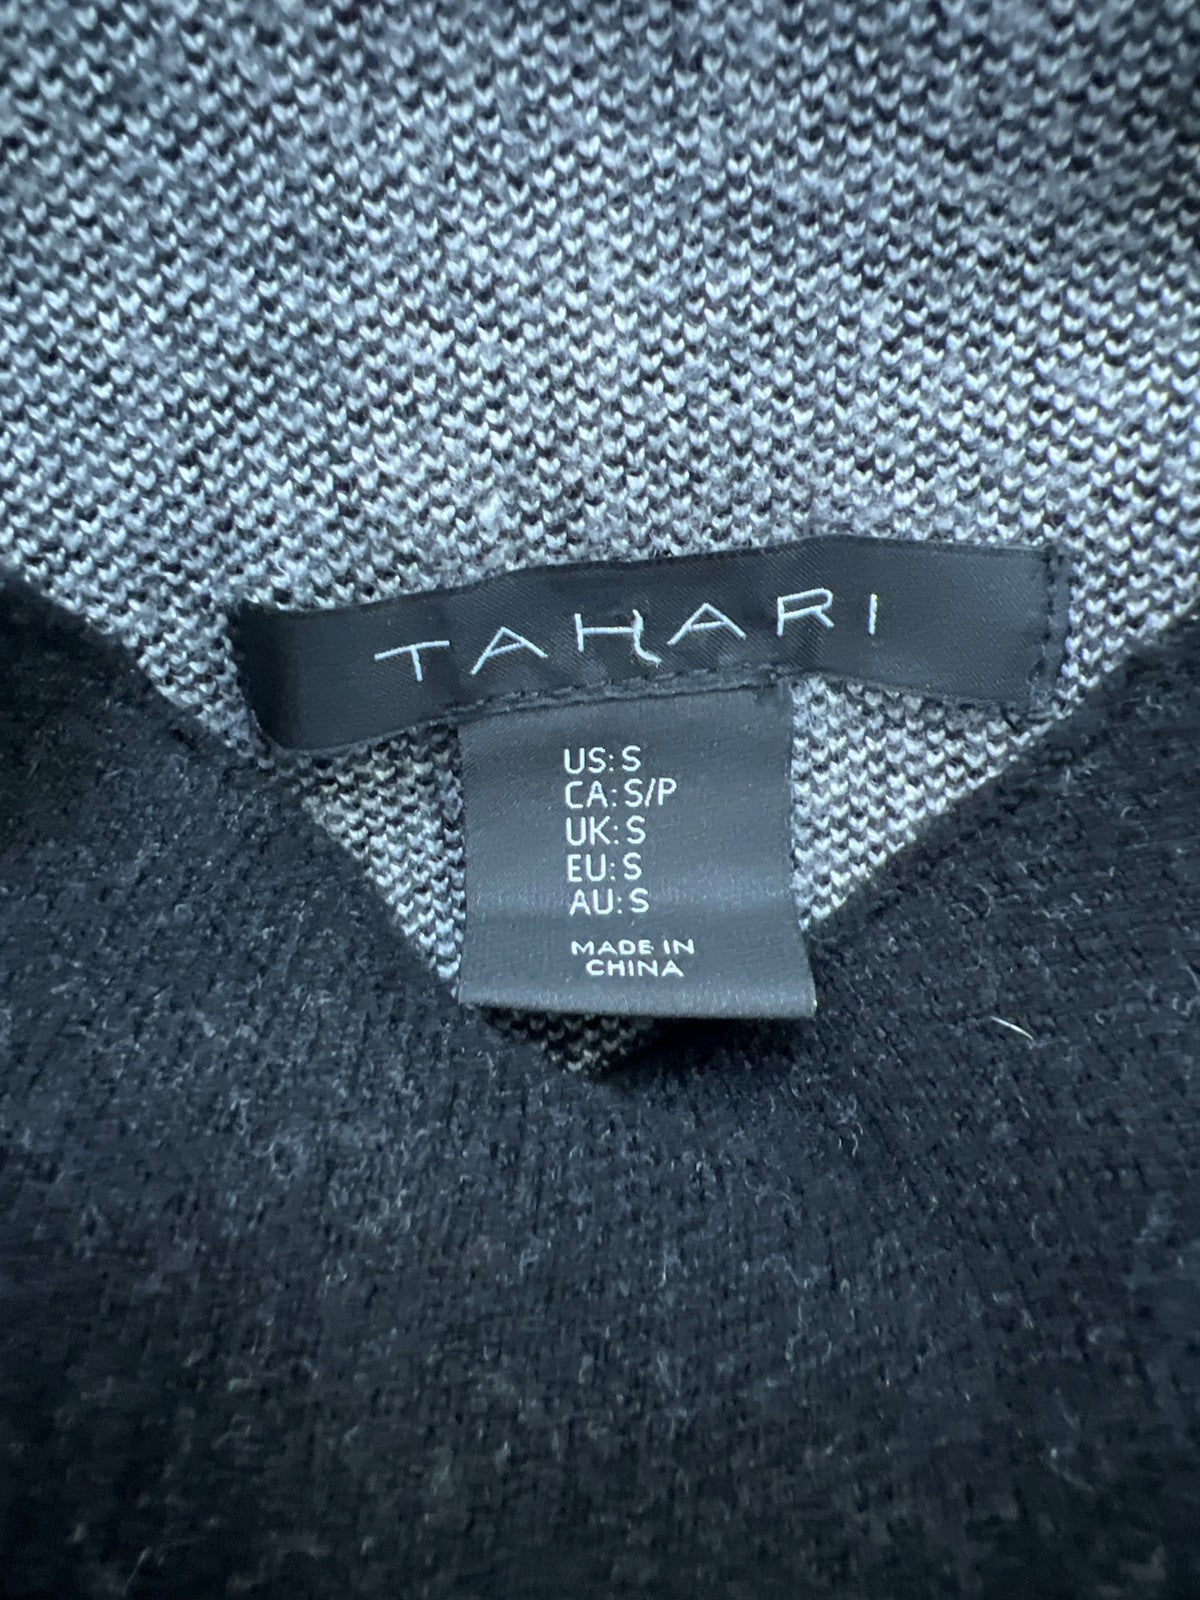 TAHARI
US: S
CA: S/P
UK: S
EU: S
AU: S
MADE IN
CHINA